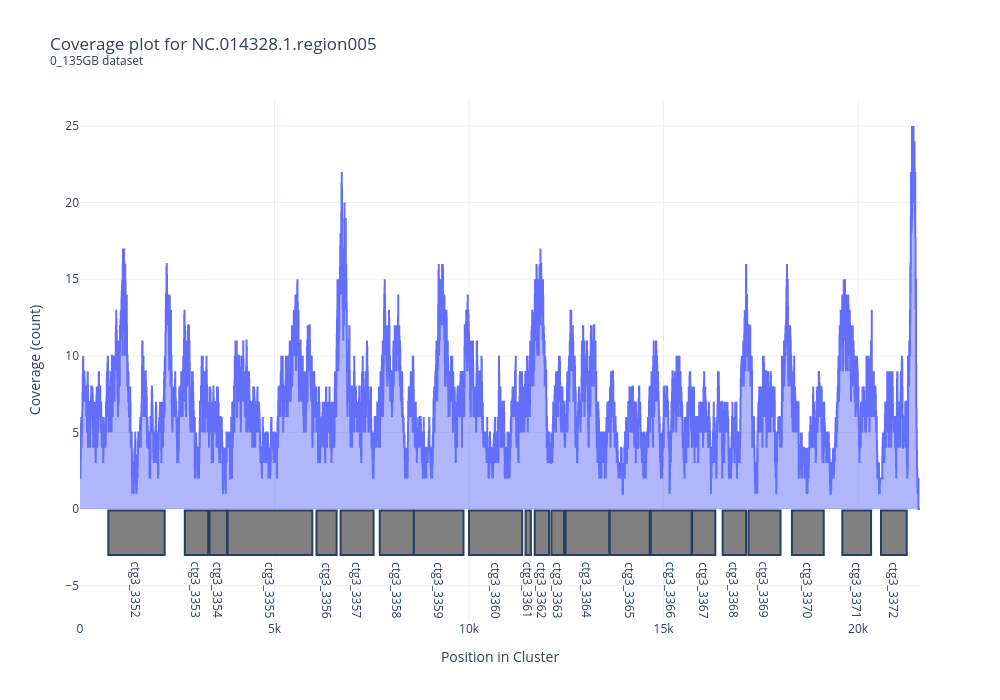 Coverage plot for NC.014328.1.region005
0_135GB dataset
25
20
15
10
5
0
−5
Coverage (count)
ctg3_3352
ctg3_3353
ctg3_3354
ctg3_3355
ctg3_3356
ctg3_3357
ctg3_3358
ctg3_3359
ctg3_3360
ctg3_3361
ctg3_3362
ctg3_3363
ctg3_3364
ctg3_3365
ctg3_3366
ctg3_3367
ctg3_3368
ctg3_3369
ctg3_3370
ctg3_3371
ctg3_3372
0
5k
10k
15k
20k
Position in Cluster